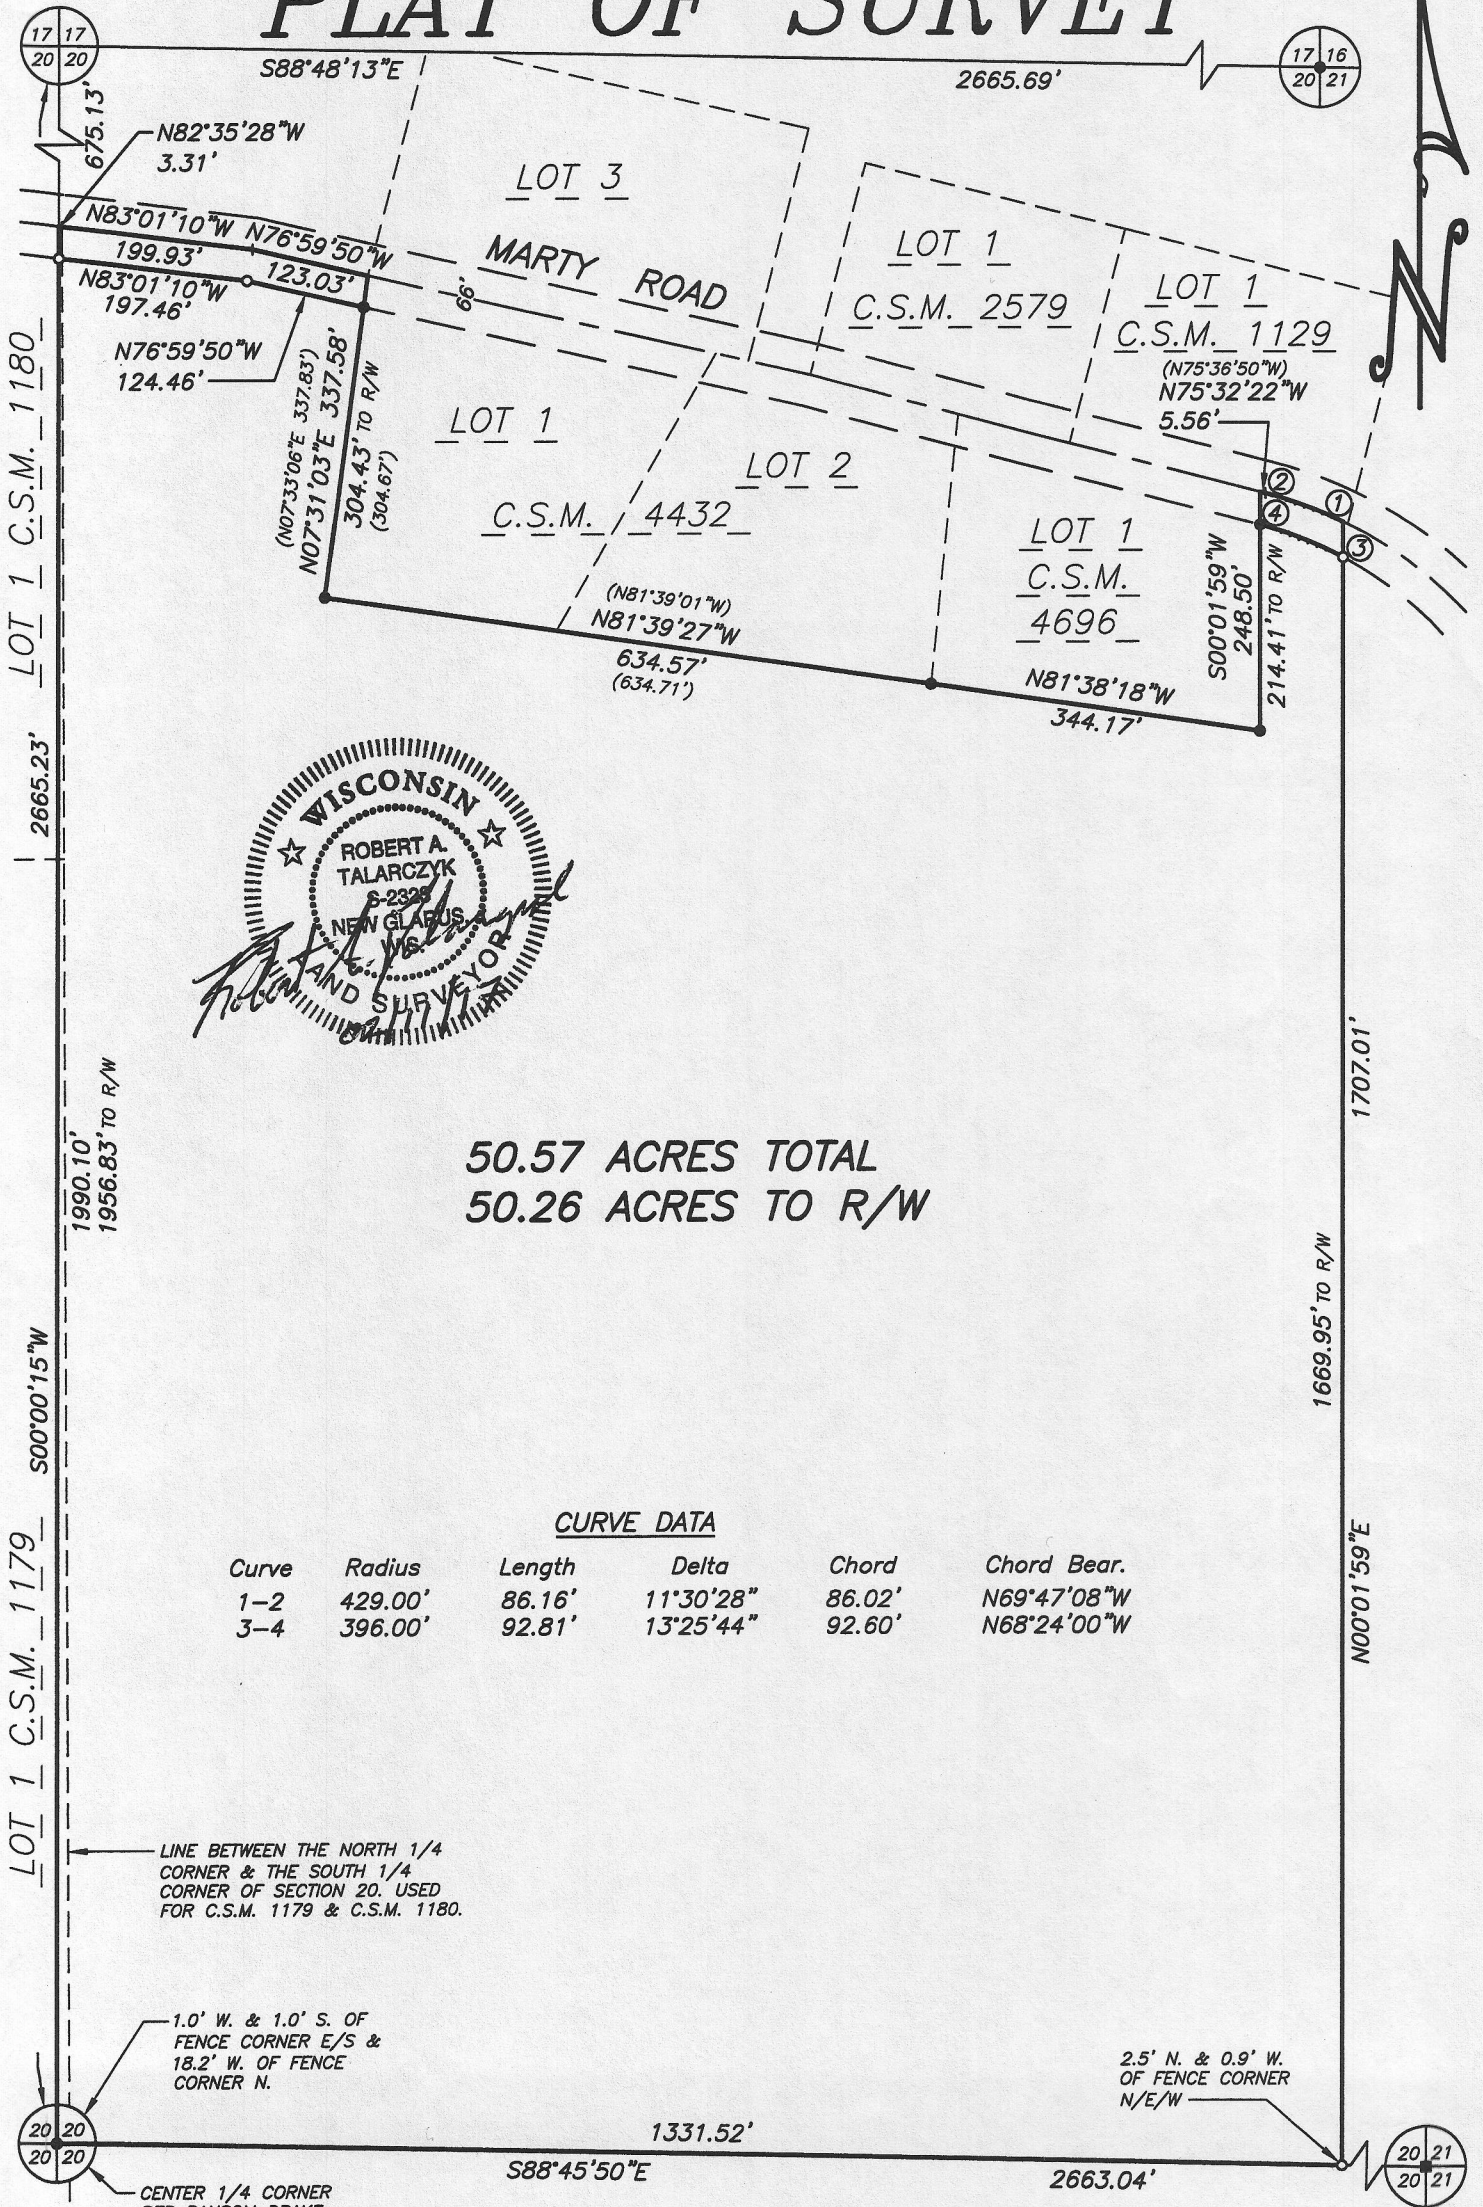 PLAT OF SURVEY
17 17
20 20
S88°48'13"E
2665.69'
17 16
20 21
675.13'
N82°35'28"W
3.31'
N83°01'10"W
N76°59'50"W
199.93'
123.03'
N83°01'10"W
197.46'
N76°59'50"W
124.46'
LOT 3
MARTY ROAD
66'
LOT 1
C.S.M. 2579
LOT 1
C.S.M. 1129
(N75°36'50"W)
N75°32'22"W
5.56'
N
2
1
4
3
LOT 1 C.S.M. 1180
(N07°33'06"E 337.83')
N07°31'03"E 337.58'
304.43' TO R/W
(304.67')
LOT 1
LOT 2
C.S.M. 4432
LOT 1
C.S.M.
4696
S00°01'59"W
248.50'
214.41' TO R/W
(N81°39'01"W)
N81°39'27"W
634.57'
(634.71')
N81°38'18"W
344.17'
2665.23'
WISCONSIN
ROBERT A.
TALARCZYK
S-2328
NEW GLARUS,
WIS.
LAND SURVEYOR
1990.10'
1956.83' TO R/W
1707.01'
50.57 ACRES TOTAL
50.26 ACRES TO R/W
1669.95' TO R/W
S00°00'15"W
N00°01'59"E
CURVE DATA
Curve Radius Length Delta Chord Chord Bear.
1-2 429.00' 86.16' 11°30'28" 86.02' N69°47'08"W
3-4 396.00' 92.81' 13°25'44" 92.60' N68°24'00"W
LOT 1 C.S.M. 1179
LINE BETWEEN THE NORTH 1/4
CORNER & THE SOUTH 1/4
CORNER OF SECTION 20. USED
FOR C.S.M. 1179 & C.S.M. 1180.
1.0' W. & 1.0' S. OF
FENCE CORNER E/S &
18.2' W. OF FENCE
CORNER N.
2.5' N. & 0.9' W.
OF FENCE CORNER
N/E/W
20 20
20 20
1331.52'
S88°45'50"E
2663.04'
20 21
20 21
CENTER 1/4 CORNER